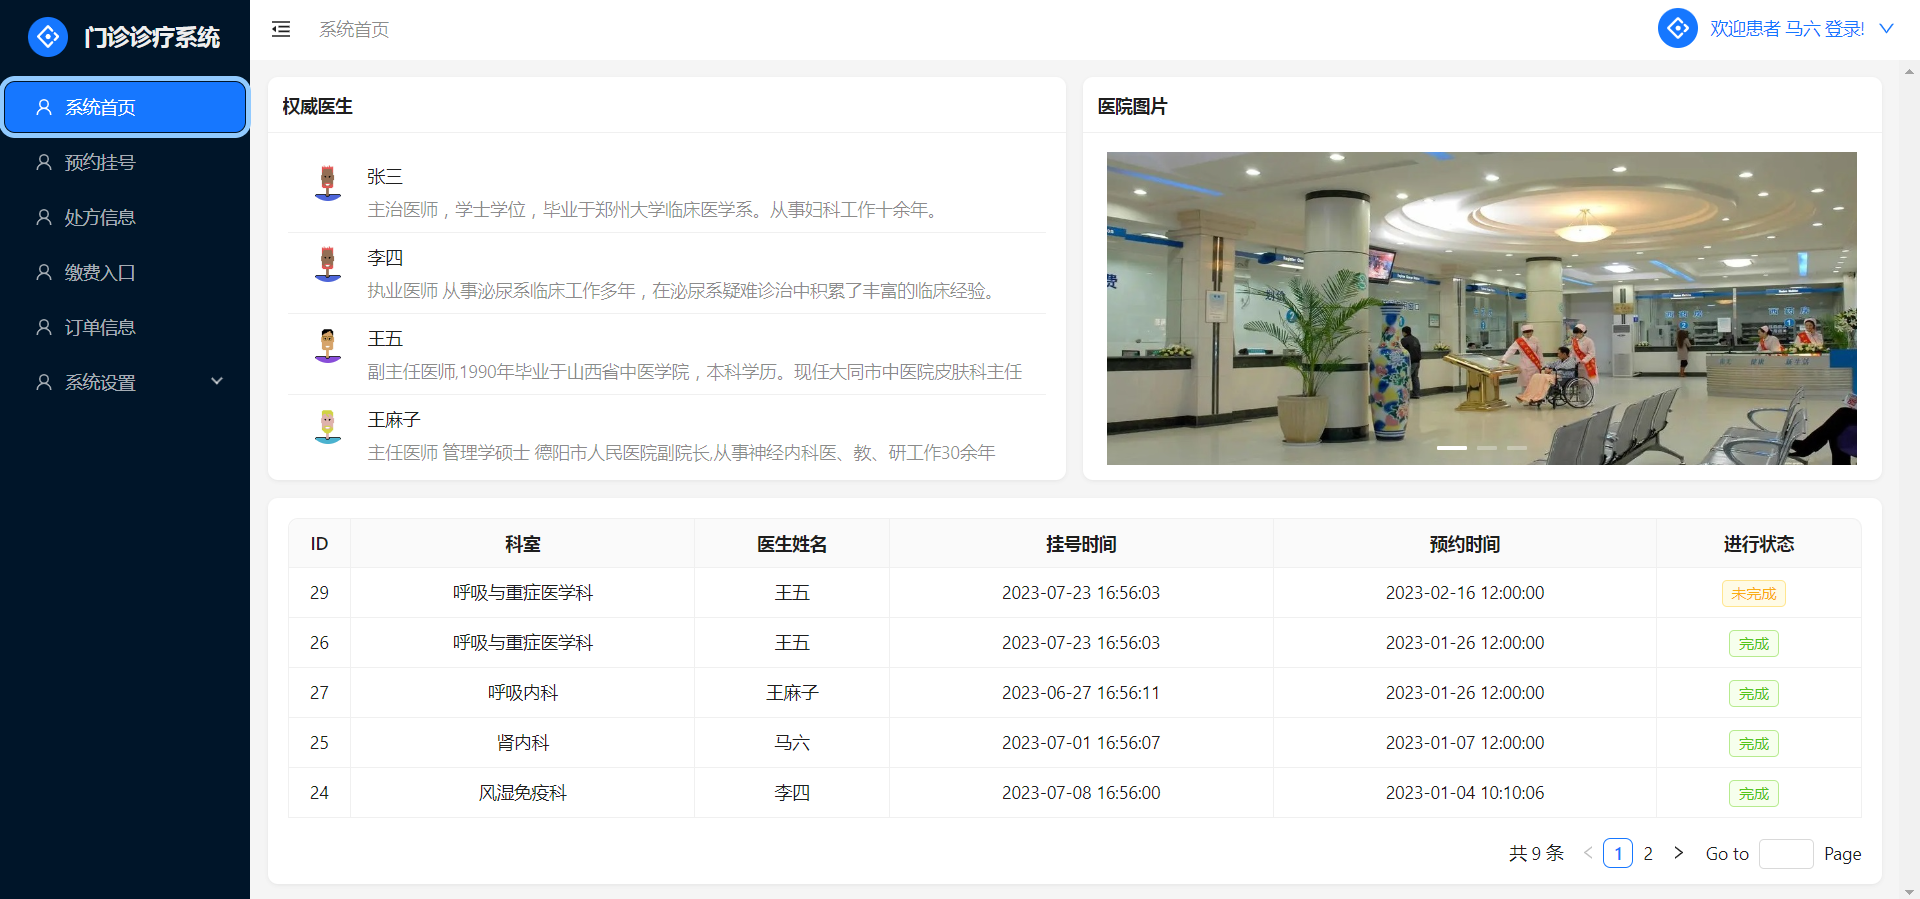 门诊诊疗系统
系统首页
欢迎患者 马六 登录!
系统首页
预约挂号
处方信息
缴费入口
订单信息
系统设置
权威医生
张三
主治医师，学士学位，毕业于郑州大学临床医学系。从事妇科工作十余年。
李四
执业医师 从事泌尿系临床工作多年，在泌尿系疑难诊治中积累了丰富的临床经验。
王五
副主任医师,1990年毕业于山西省中医学院，本科学历。现任大同市中医院皮肤科主任
王麻子
主任医师 管理学硕士 德阳市人民医院副院长,从事神经内科医、教、研工作30余年
医院图片
费
ID 科室 医生姓名 挂号时间 预约时间 进行状态
29 呼吸与重症医学科 王五 2023-07-23 16:56:03 2023-02-16 12:00:00 未完成
26 呼吸与重症医学科 王五 2023-07-23 16:56:03 2023-01-26 12:00:00 完成
27 呼吸内科 王麻子 2023-06-27 16:56:11 2023-01-26 12:00:00 完成
25 肾内科 马六 2023-07-01 16:56:07 2023-01-07 12:00:00 完成
24 风湿免疫科 李四 2023-07-08 16:56:00 2023-01-04 10:10:06 完成
共 9 条 1 2 Go to Page